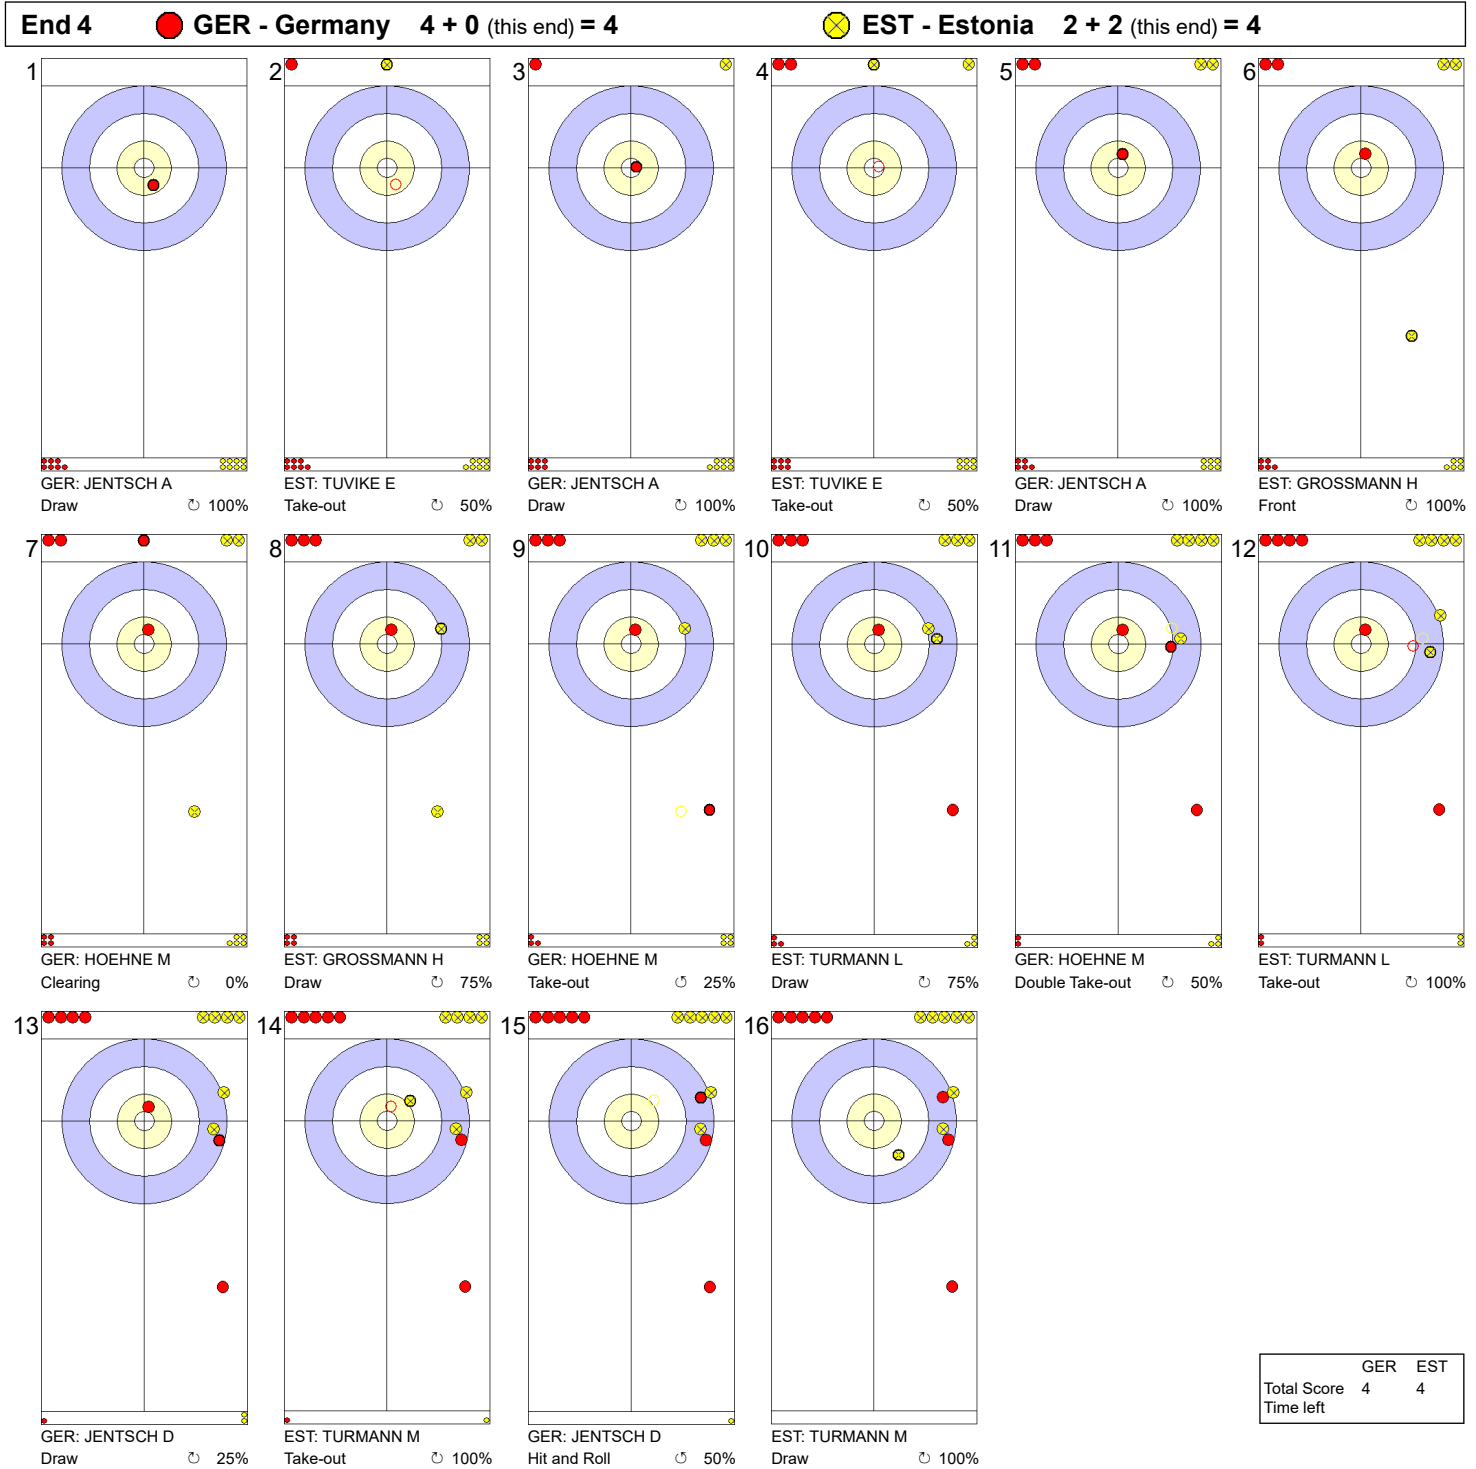 End 4 GER - Germany 4 + 0 (this end) = 4 EST - Estonia 2 + 2 (this end) = 4
1 2 3 4 5 6
GER: JENTSCH A EST: TUVIKE E GER: JENTSCH A EST: TUVIKE E GER: JENTSCH A EST: GROSSMANN H
Draw ↻ 100% Take-out ↻ 50% Draw ↻ 100% Take-out ↻ 50% Draw ↻ 100% Front ↻ 100%
7 8 9 10 11 12
GER: HOEHNE M EST: GROSSMANN H GER: HOEHNE M EST: TURMANN L GER: HOEHNE M EST: TURMANN L
Clearing ↻ 0% Draw ↻ 75% Take-out ↻ 25% Draw ↻ 75% Double Take-out ↻ 50% Take-out ↻ 100%
13 14 15 16
GER: JENTSCH D EST: TURMANN M GER: JENTSCH D EST: TURMANN M
Draw ↻ 25% Take-out ↻ 100% Hit and Roll ↺ 50% Draw ↺ 100%
GER EST
Total Score 4 4
Time left